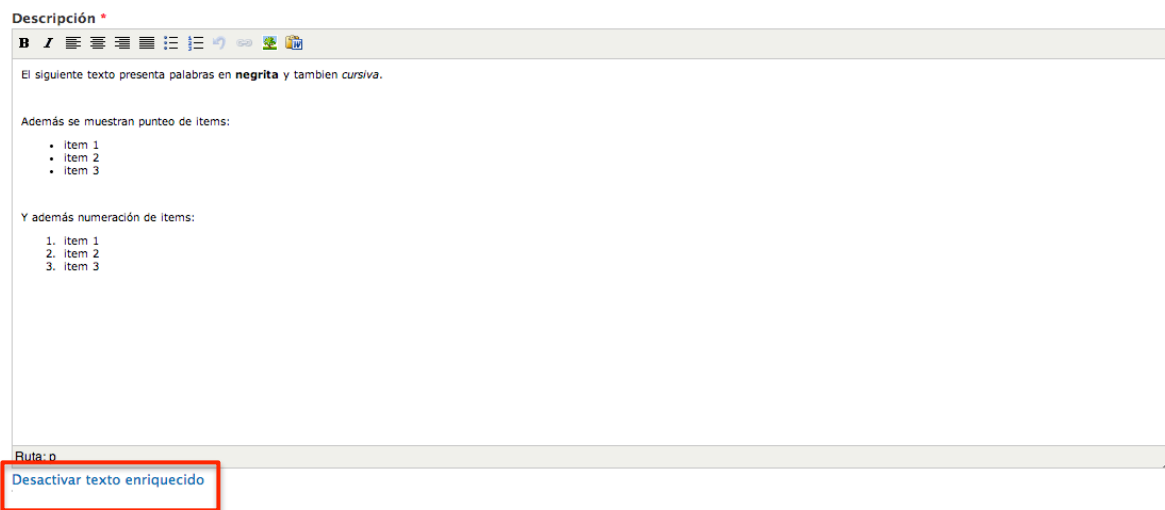 Descripción *
B I
El siguiente texto presenta palabras en negrita y tambien cursiva.
Además se muestran punteo de items:
• item 1
• item 2
• item 3
Y además numeración de items:
1. item 1
2. item 2
3. item 3
Ruta: p
Desactivar texto enriquecido